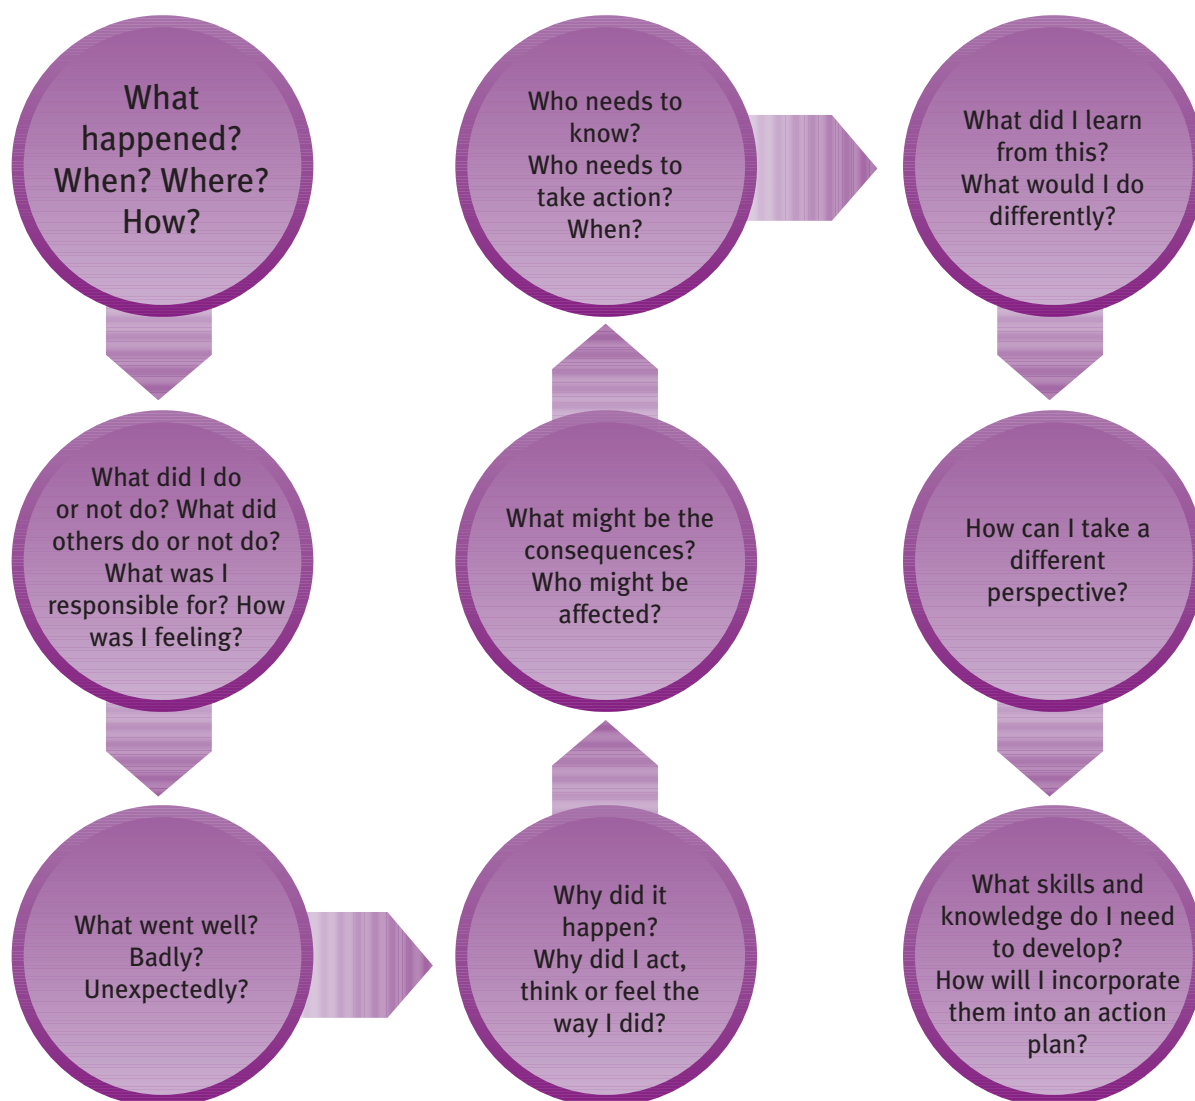 What
happened?
When? Where?
How?
What did I do
or not do? What did
others do or not do?
What was I
responsible for? How
was I feeling?
What went well?
Badly?
Unexpectedly?
Why did it
happen?
Why did I act,
think or feel the
way I did?
What might be the
consequences?
Who might be
affected?
Who needs to
know?
Who needs to
take action?
When?
What did I learn
from this?
What would I do
differently?
How can I take a
different
perspective?
What skills and
knowledge do I need
to develop?
How will I incorporate
them into an action
plan?